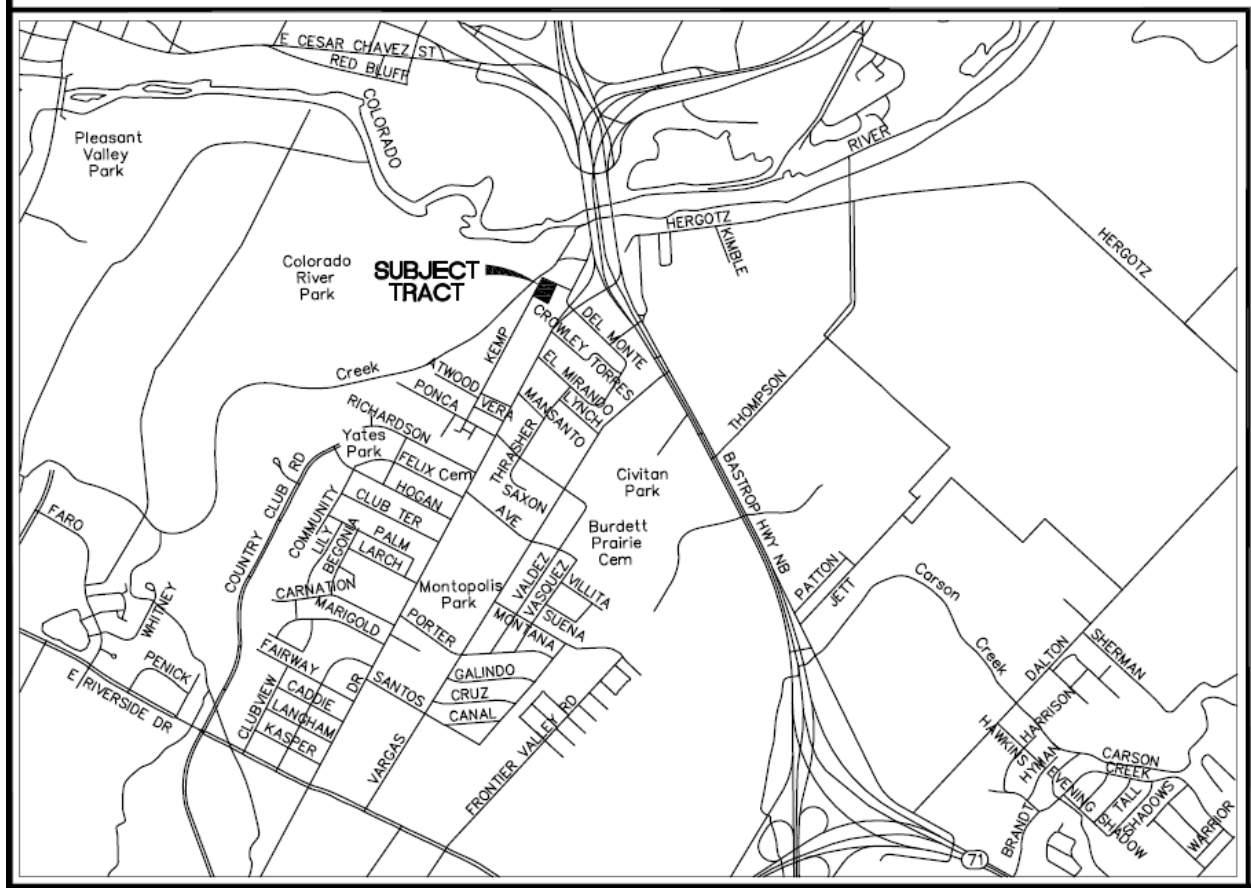 E CESAR CHAVEZ ST
RED BLUFF
COLORADO
RIVER
Pleasant
Valley
Park
HERGOTZ
KIMBLE
HERGOTZ
Colorado
River
Park
SUBJECT
TRACT
KEMP
CROWLEY
DEL MONTE
TORRES
EL MIRANDO
LYNCH
MANSANTO
THRASHER
Creek
ATWOOD
VERA
PONCA
RICHARDSON
Yates
Park
FELIX
Cem
HOGAN
SAXON
AVE
CLUB TER
COMMUNITY
LILY
BEGONIA
PALM
LARCH
COUNTRY CLUB RD
CARNATION
MARIGOLD
Montopolis
Park
PORTER
Civitan
Park
Burdett
Prairie
Cem
THOMPSON
BASTROP HWY NB
VALDEZ
VASQUEZ
VILLITA
SUENA
MONTANA
PATTON
JETT
Carson
Creek
FARO
WHITNEY
PENICK
E RIVERSIDE DR
FAIRWAY
CADDIE
LANGHAM
KASPER
CLUBVIEW
DR
SANTOS
GALINDO
CRUZ
CANAL
VARGAS
FRONTIER VALLEY RD
DALTON
SHERMAN
HARRISON
HAWKINS
HYMAN
CARSON
CREEK
EVENING SHADOW
TALL
SHADOWS
BRANDT
WARRIOR
71